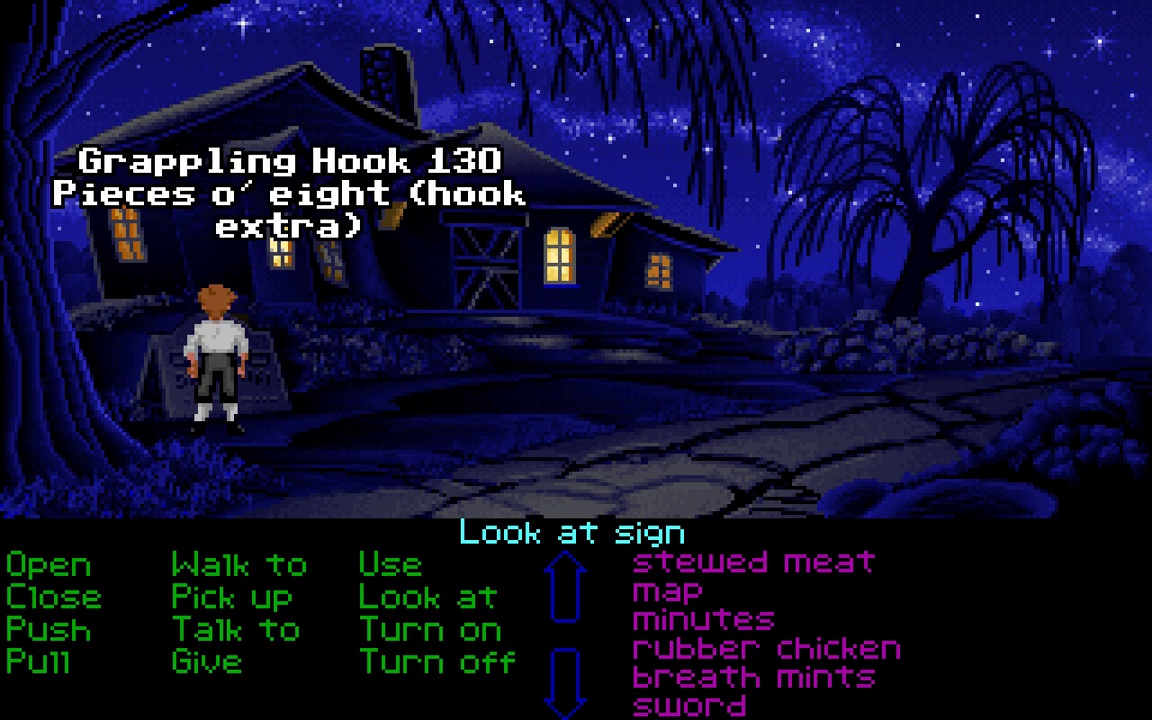 Grappling Hook 130
Pieces o' eight (hook
extra)
Look at sign
Open Walk to Use
Close Pick up Look at
Push Talk to Turn on
Pull Give Turn off
stewed meat
map
minutes
rubber chicken
breath mints
sword